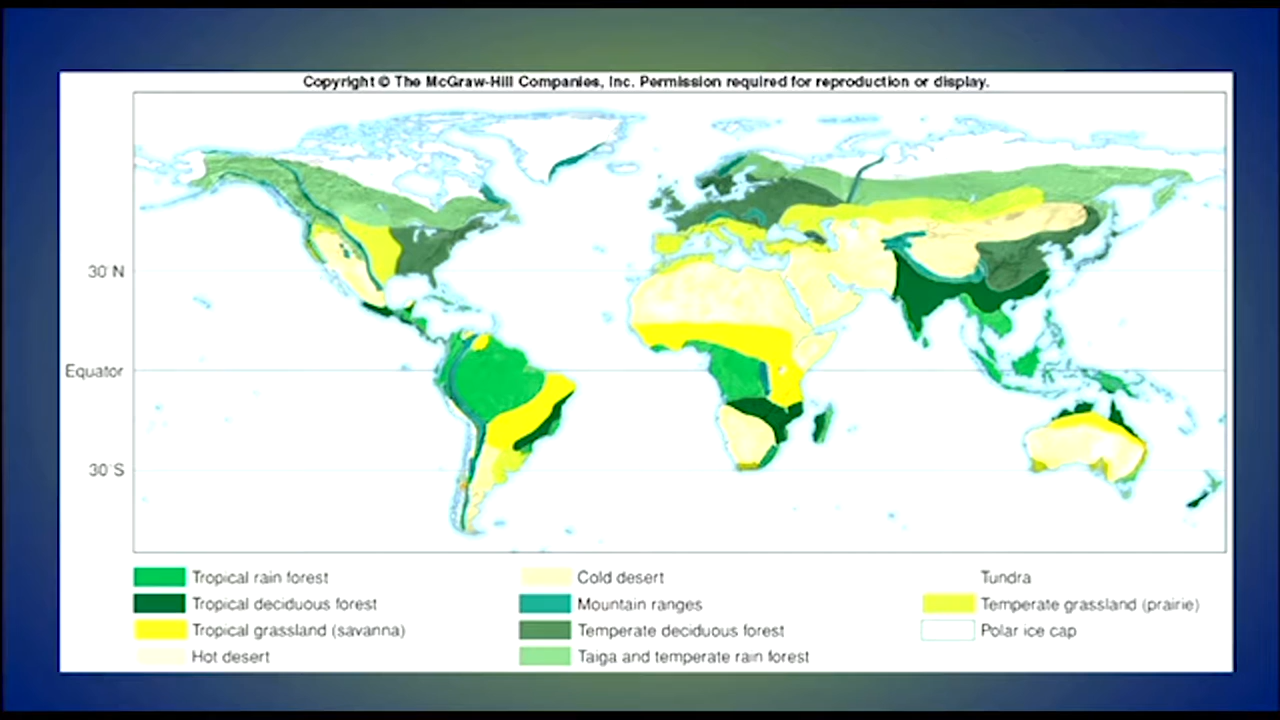 Copyright © The McGraw-Hill Companies, Inc. Permission required for reproduction or display.
30°N
Equator
30°S
Tropical rain forest
Tropical deciduous forest
Tropical grassland (savanna)
Hot desert
Cold desert
Mountain ranges
Temperate deciduous forest
Taiga and temperate rain forest
Tundra
Temperate grassland (prairie)
Polar ice cap